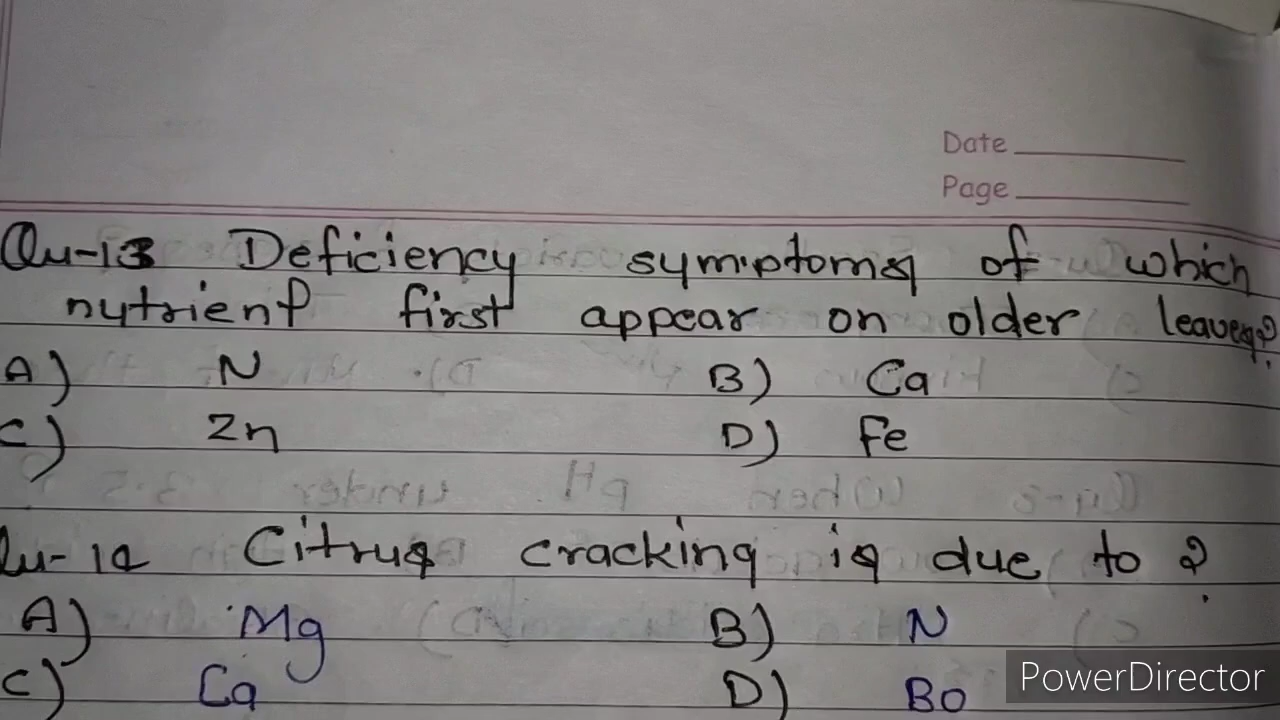 Date
Page
Qu-13 Deficiency symptoms of which
nutrient first appear on older leaves?
A) N B) Ca
C) Zn D) Fe
Qu-14 Citrus cracking is due to ?
A) Mg B) N
C) Ca D) Bo
PowerDirector